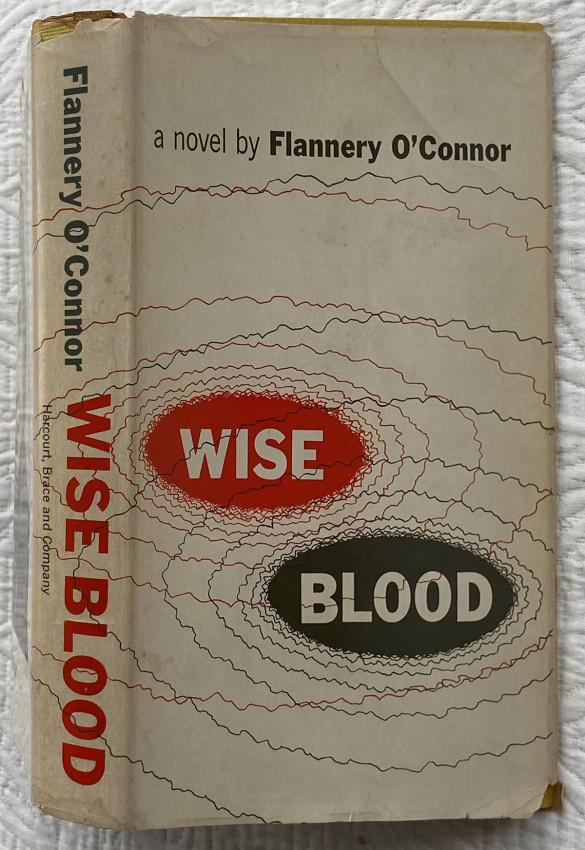 Flannery O'Connor
WISE BLOOD
Harcourt, Brace and Company
a novel by Flannery O'Connor
WISE
BLOOD